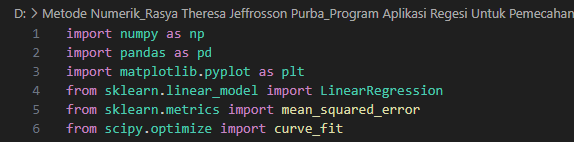 D: > Metode Numerik_Rasya Theresa Jeffrosson Purba_Program Aplikasi Regesi Untuk Pemecahan
1 import numpy as np
2 import pandas as pd
3 import matplotlib.pyplot as plt
4 from sklearn.linear_model import LinearRegression
5 from sklearn.metrics import mean_squared_error
6 from scipy.optimize import curve_fit